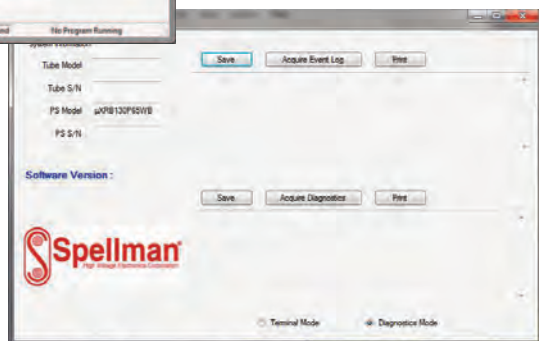 No Program Running
System Information
Tube Model
Save Acquire Event Log Print
Tube S/N
PS Model µXRB130P65WB
PS S/N
Software Version :
Save Acquire Diagnostics Print
Spellman
High Voltage Electronics Corporation
Terminal Mode Diagnostics Mode